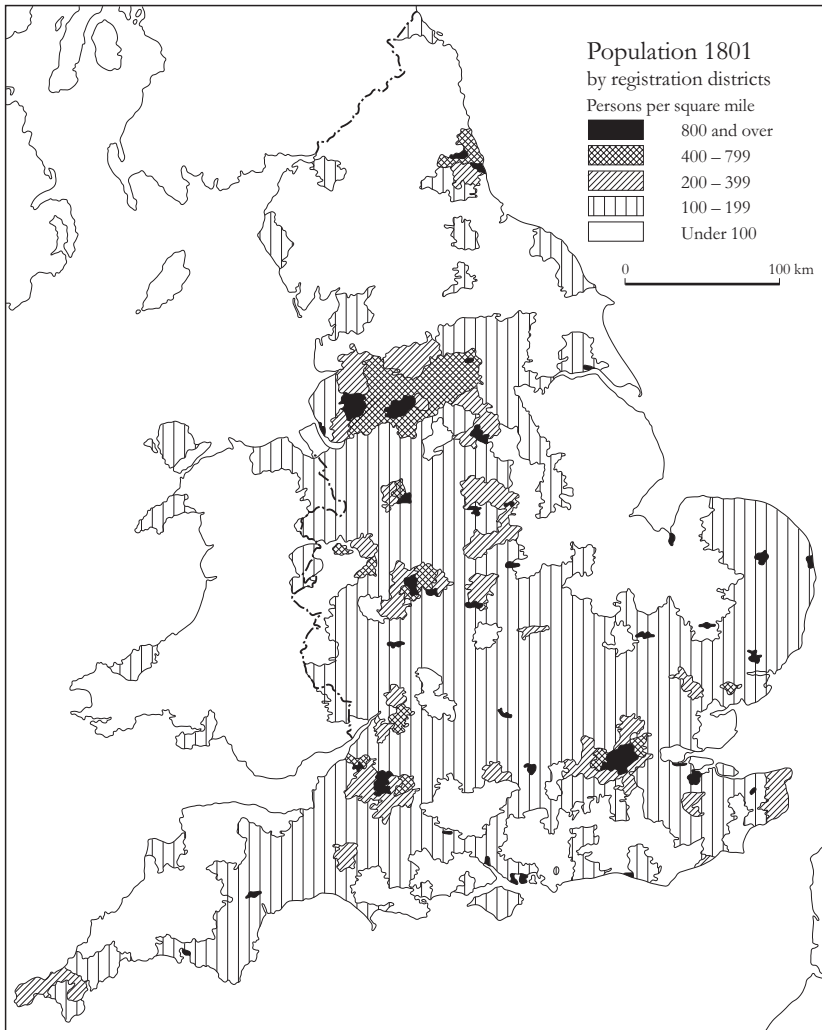 Population 1801
by registration districts
Persons per square mile
800 and over
400 – 799
200 – 399
100 – 199
Under 100
0 100 km